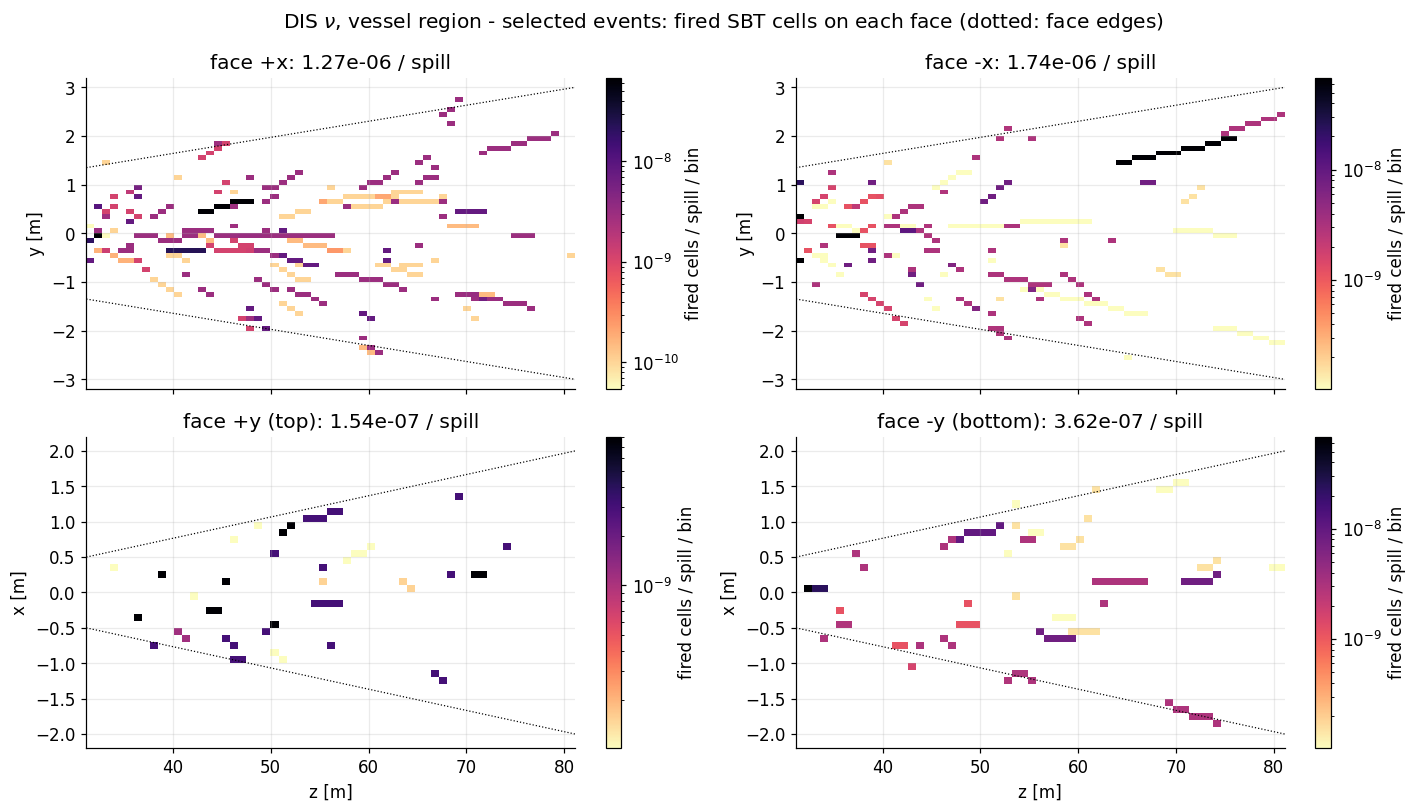 DIS ν, vessel region - selected events: fired SBT cells on each face (dotted: face edges)
face +x: 1.27e-06 / spill
3
2
1
0
−1
−2
−3
y [m]
10^{-8}
10^{-9}
10^{-10}
fired cells / spill / bin
face -x: 1.74e-06 / spill
3
2
1
0
−1
−2
−3
y [m]
10^{-8}
10^{-9}
fired cells / spill / bin
face +y (top): 1.54e-07 / spill
2.0
1.5
1.0
0.5
0.0
−0.5
−1.0
−1.5
−2.0
x [m]
40 50 60 70 80
z [m]
10^{-9}
fired cells / spill / bin
face -y (bottom): 3.62e-07 / spill
2.0
1.5
1.0
0.5
0.0
−0.5
−1.0
−1.5
−2.0
x [m]
40 50 60 70 80
z [m]
10^{-8}
10^{-9}
fired cells / spill / bin